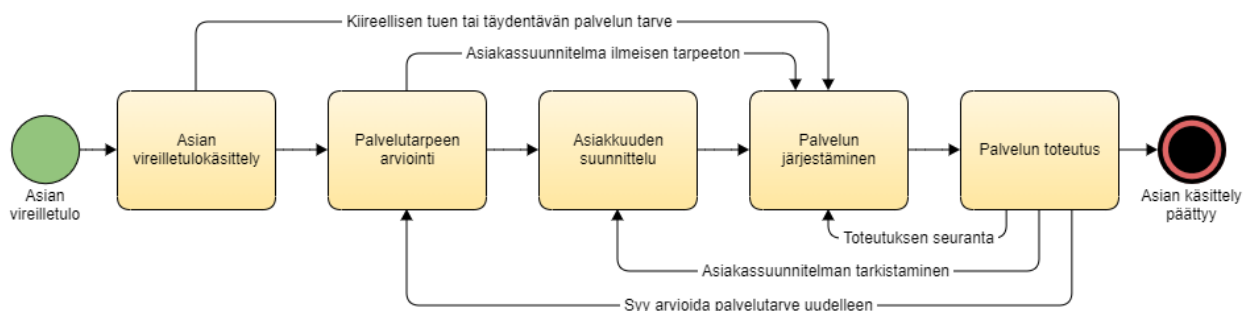 Kiireellisen tuen tai täydentävän palvelun tarve
Asiakassuunnitelma ilmeisen tarpeeton
Asian
vireilletulo
Asian
vireilletulokäsittely
Palvelutarpeen
arviointi
Asiakkuuden
suunnittelu
Palvelun
järjestäminen
Palvelun toteutus
Asian käsittely
päättyy
Toteutuksen seuranta
Asiakassuunnitelman tarkistaminen
Syy arvioida palvelutarve uudelleen